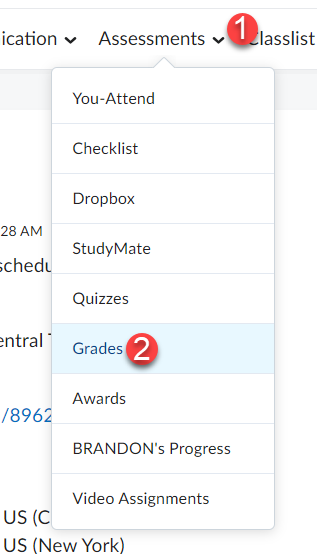 ication Assessments 1 Classlist
You-Attend
Checklist
28 AM
Dropbox
schedu
StudyMate
Quizzes
entral T
Grades 2
Awards
/8962
BRANDON's Progress
Video Assignments
US (C
US (New York)